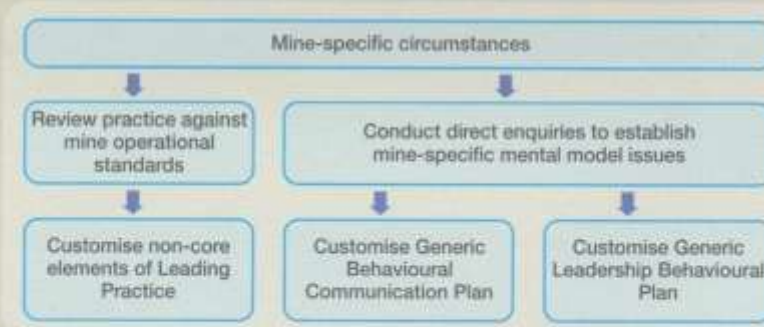 Mine-specific circumstances
Review practice against
mine operational
standards
Conduct direct enquiries to establish
mine-specific mental model issues
Customise non-core
elements of Leading
Practice
Customise Generic
Behavioural
Communication Plan
Customise Generic
Leadership Behavioural
Plan